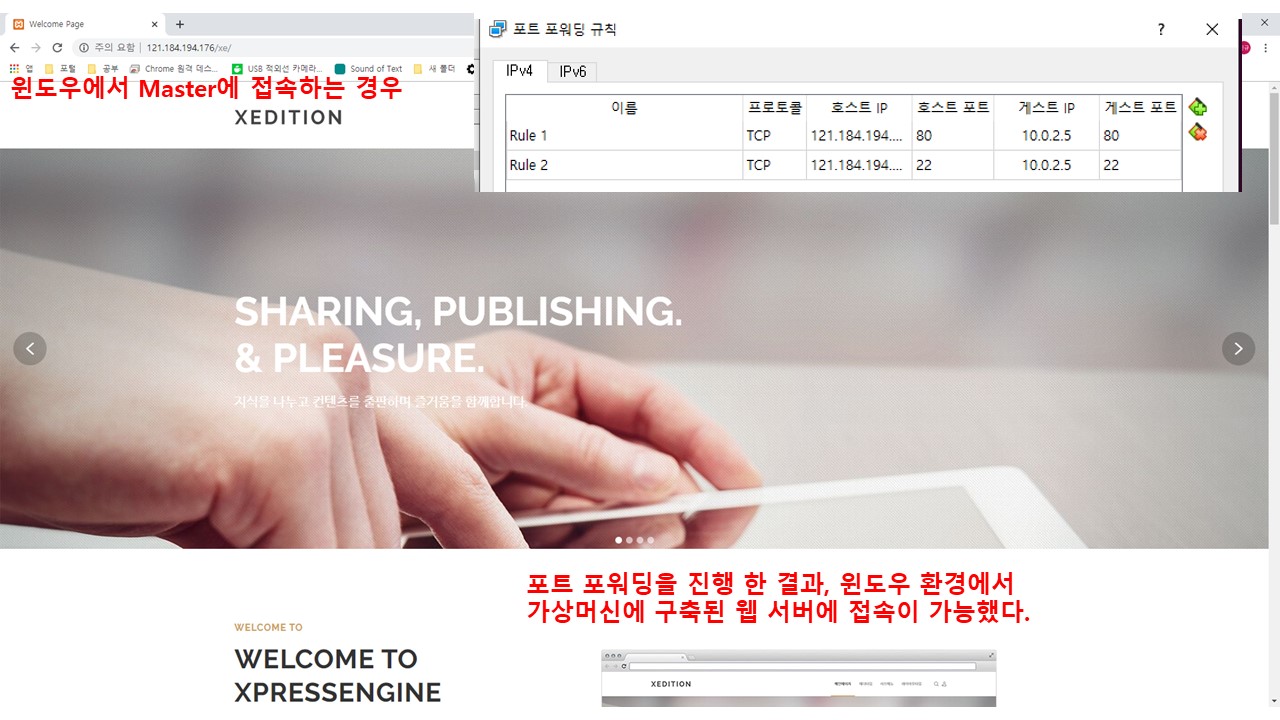 Welcome Page
주의 요함
121.184.194.176/xe/
앱
포털
공부
Chrome 원격 데스...
USB 적외선 카메라...
Sound of Text
새 폴더
윈도우에서 Master에 접속하는 경우
XEDITION
포트 포워딩 규칙
?
IPv4
IPv6
이름 프로토콜 호스트 IP 호스트 포트 게스트 IP 게스트 포트
Rule 1 TCP 121.184.194.... 80 10.0.2.5 80
Rule 2 TCP 121.184.194.... 22 10.0.2.5 22
SHARING, PUBLISHING.
& PLEASURE.
지식을 나누고 컨텐츠를 출판하며 즐거움을 함께합니다.
포트 포워딩을 진행 한 결과, 윈도우 환경에서
가상머신에 구축된 웹 서버에 접속이 가능했다.
WELCOME TO
WELCOME TO
XPRESSENGINE
XEDITION